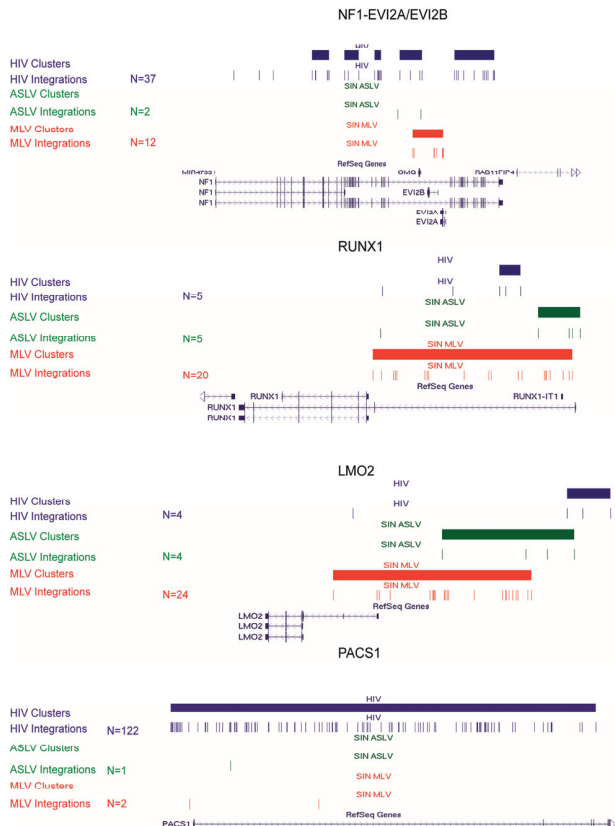 NF1-EVI2A/EVI2B
HIV
HIV Clusters
HIV
HIV Integrations N=37
SIN ASLV
ASLV Clusters
SIN ASLV
ASLV Integrations N=2
SIN MLV
MLV Clusters
SIN MLV
MLV Integrations N=12
RefSeq Genes
MIR4733 OMG RAB11FIP4
NF1
NF1 EVI2B
NF1
EVI2A
EVI2A
RUNX1
HIV
HIV Clusters
HIV
HIV Integrations N=5
SIN ASLV
ASLV Clusters
SIN ASLV
ASLV Integrations N=5
SIN MLV
MLV Clusters
SIN MLV
MLV Integrations N=20
RefSeq Genes
RUNX1 RUNX1-IT1
RUNX1
RUNX1
LMO2
HIV
HIV Clusters
HIV
HIV Integrations N=4
SIN ASLV
ASLV Clusters
SIN ASLV
ASLV Integrations N=4
SIN MLV
MLV Clusters
SIN MLV
MLV Integrations N=24
RefSeq Genes
LMO2
LMO2
LMO2
PACS1
HIV
HIV Clusters
HIV
HIV Integrations N=122
SIN ASLV
ASLV Clusters
SIN ASLV
ASLV Integrations N=1
SIN MLV
MLV Clusters
SIN MLV
MLV Integrations N=2
RefSeq Genes
PACS1